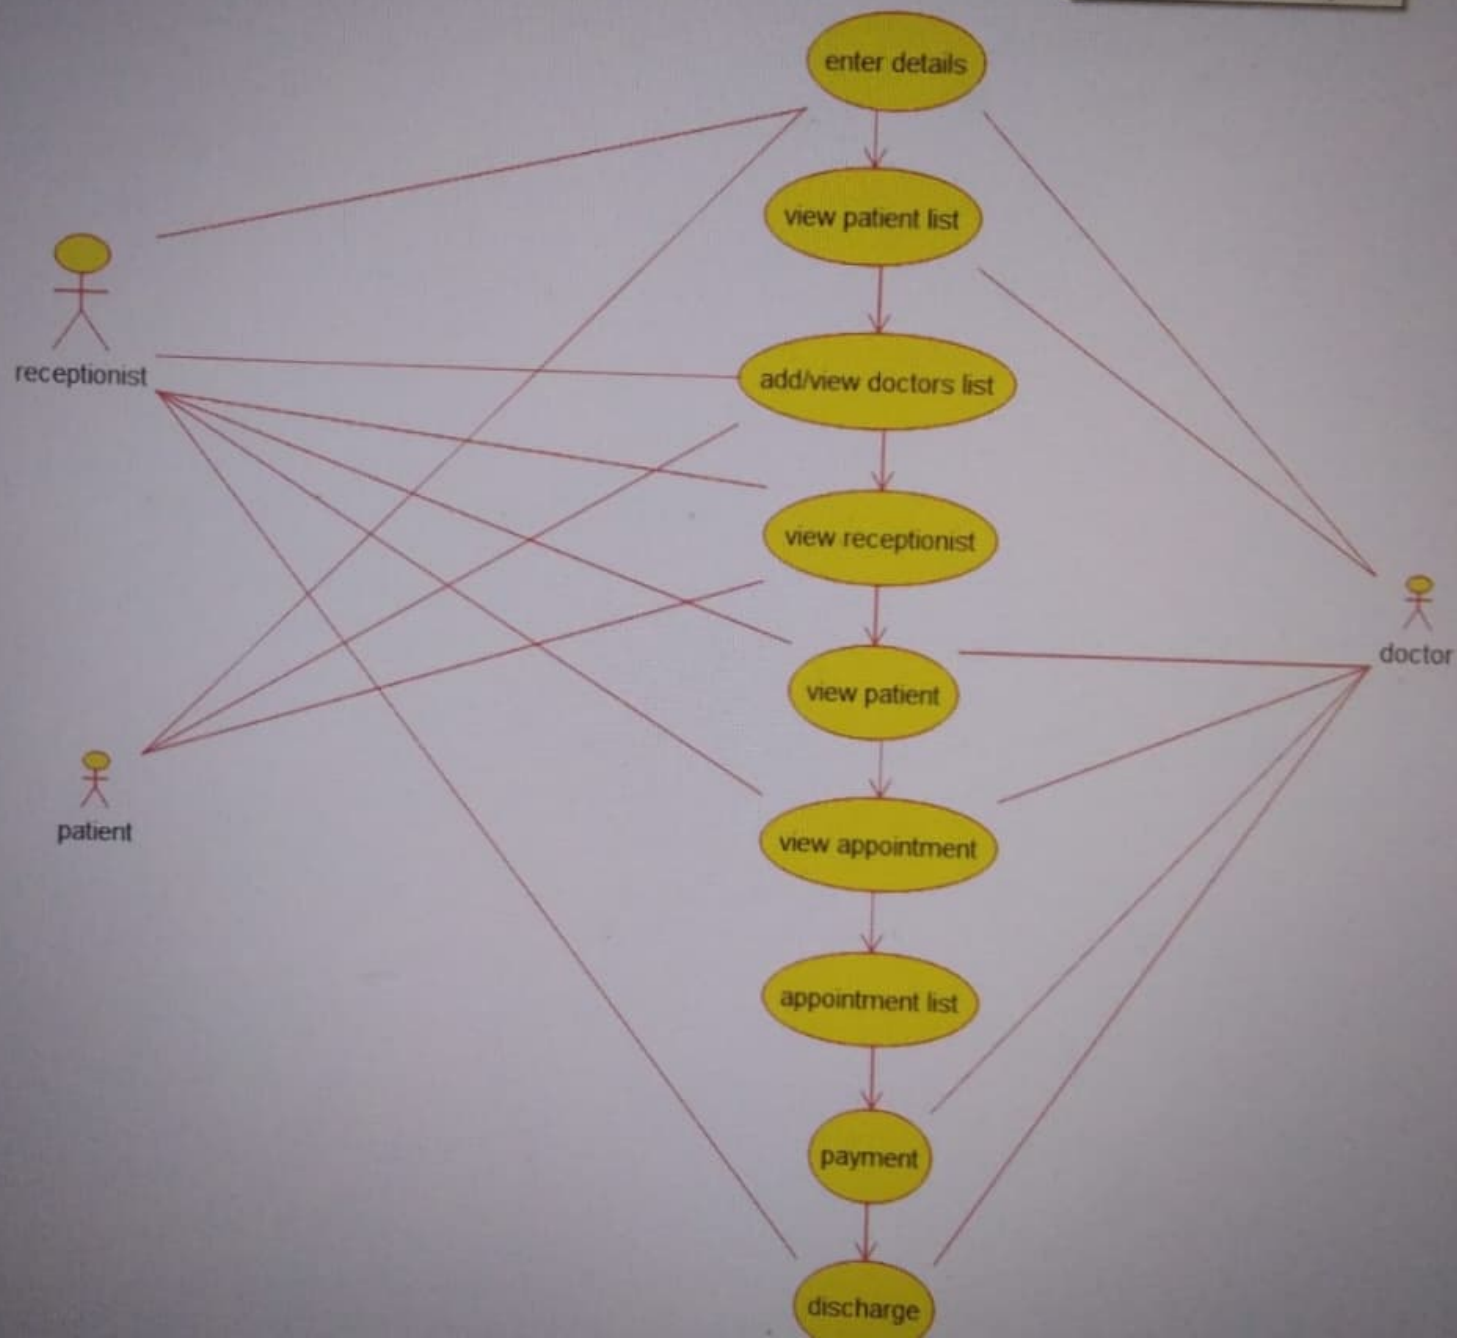 enter details
view patient list
receptionist
add/view doctors list
view receptionist
doctor
view patient
patient
view appointment
appointment list
payment
discharge